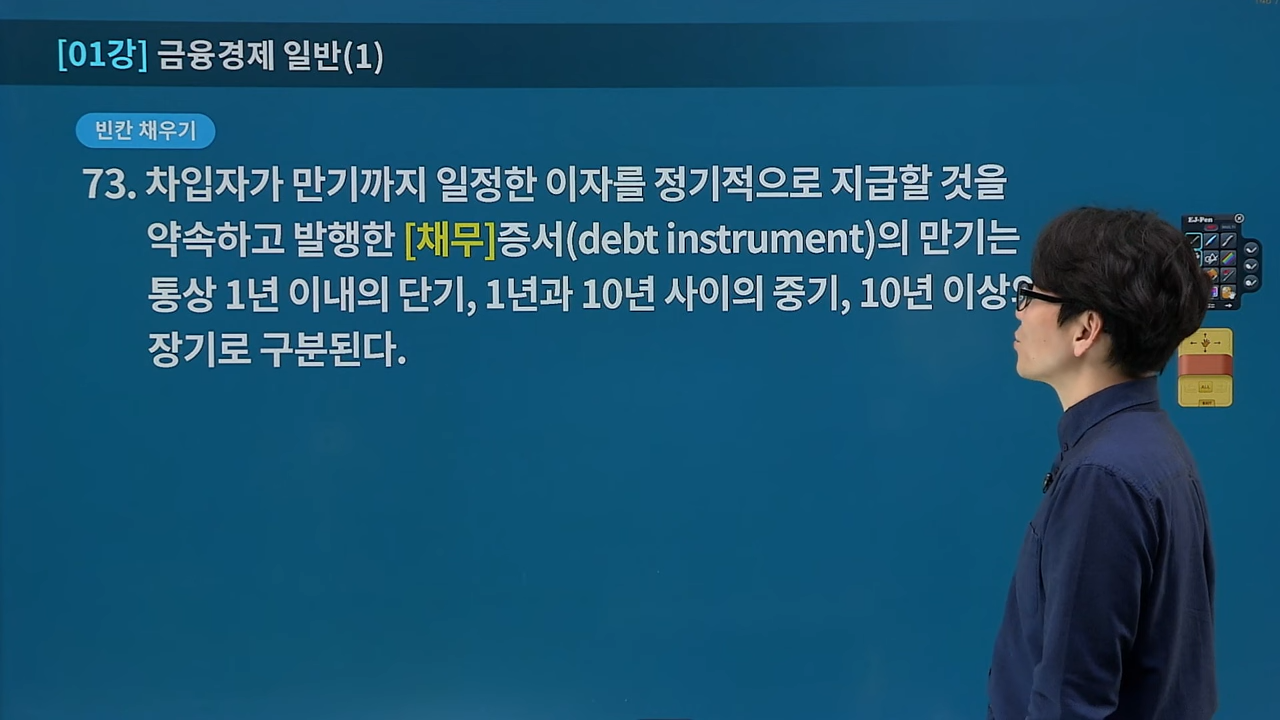 [01강] 금융경제 일반(1)
빈칸 채우기
73. 차입자가 만기까지 일정한 이자를 정기적으로 지급할 것을
약속하고 발행한 [채무]증서(debt instrument)의 만기는
통상 1년 이내의 단기, 1년과 10년 사이의 중기, 10년 이상
장기로 구분된다.
EJ-Pen
ALL
EXIT